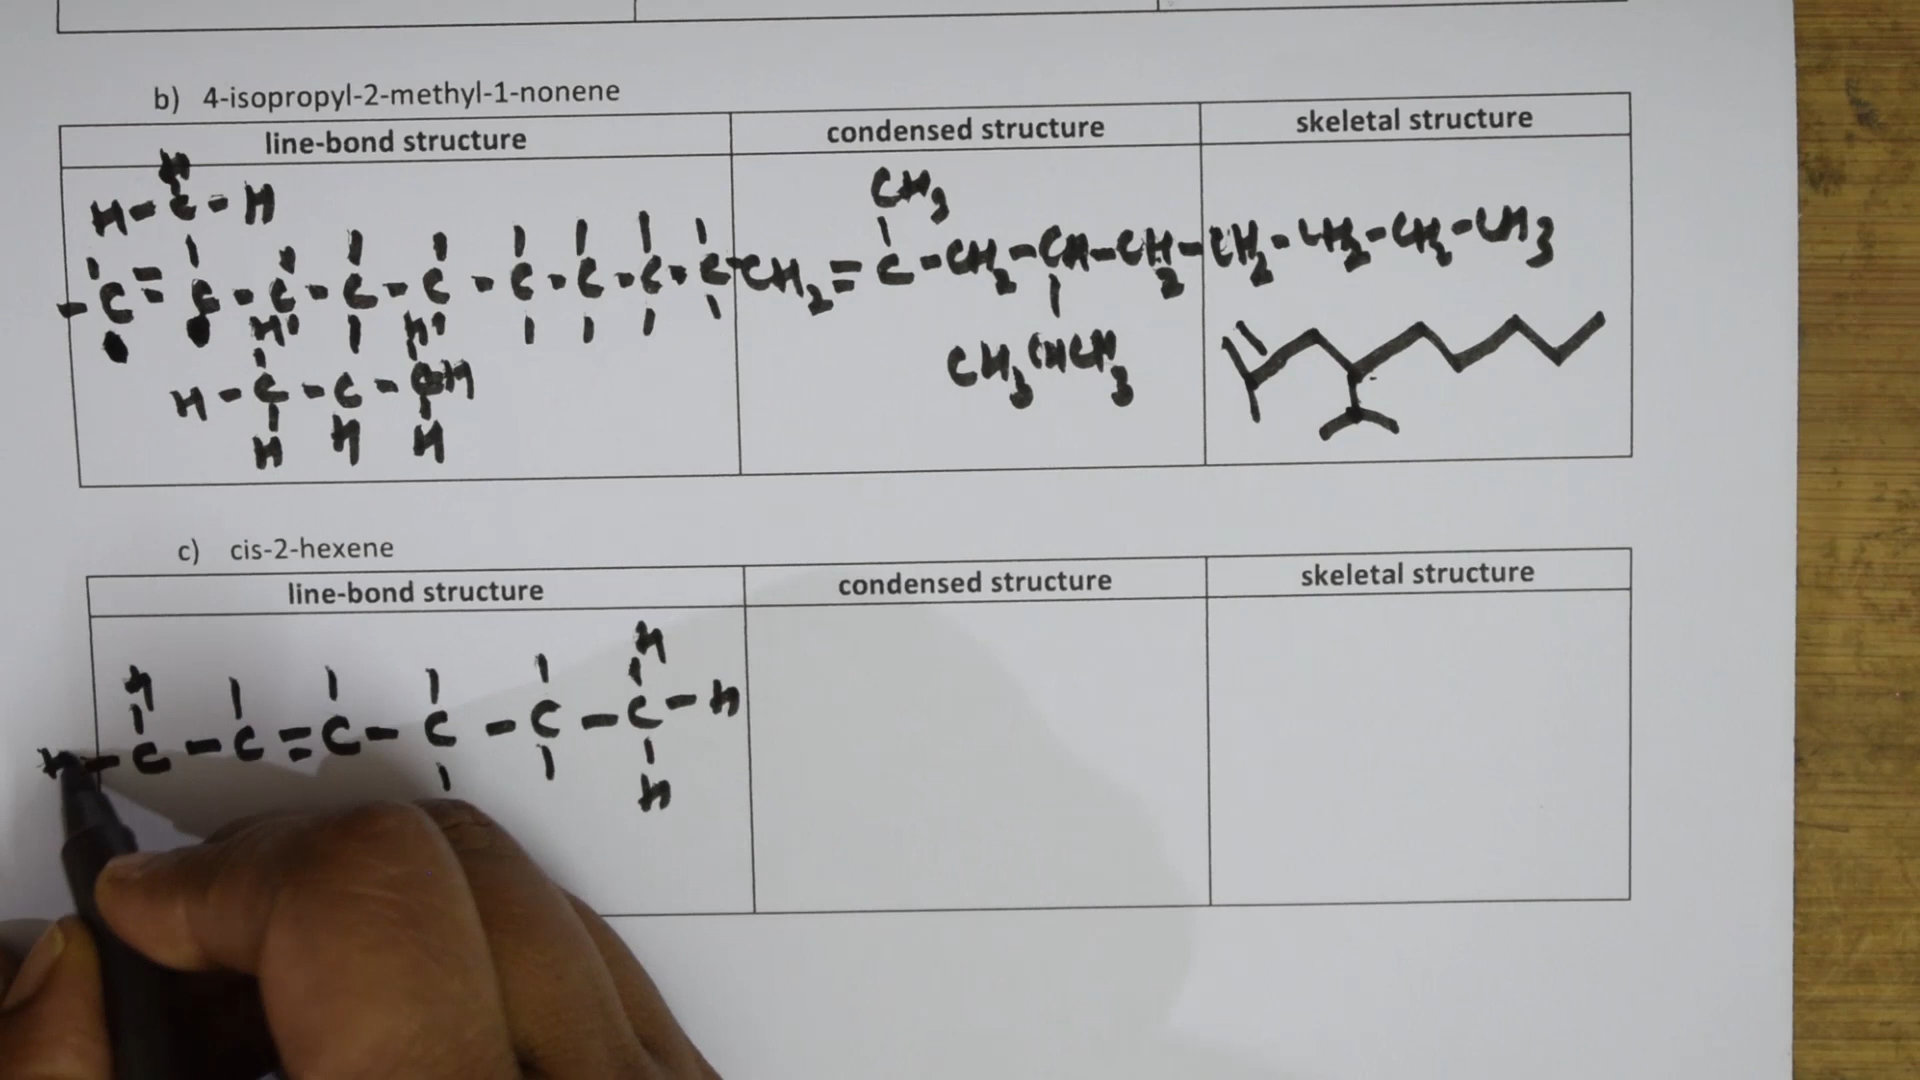 b) 4-isopropyl-2-methyl-1-nonene
line-bond structure
condensed structure
skeletal structure
H
H-C-H
-C=C-C-C-C-C-C-C-C
H H
H-C-C-CH
H H H
CH3
CH2=C-CH2-CH-CH2-CH2-CH2-CH2-CH3
CH3CHCH3
c) cis-2-hexene
line-bond structure
condensed structure
skeletal structure
H H
H-C-C=C-C-C-C-H
H